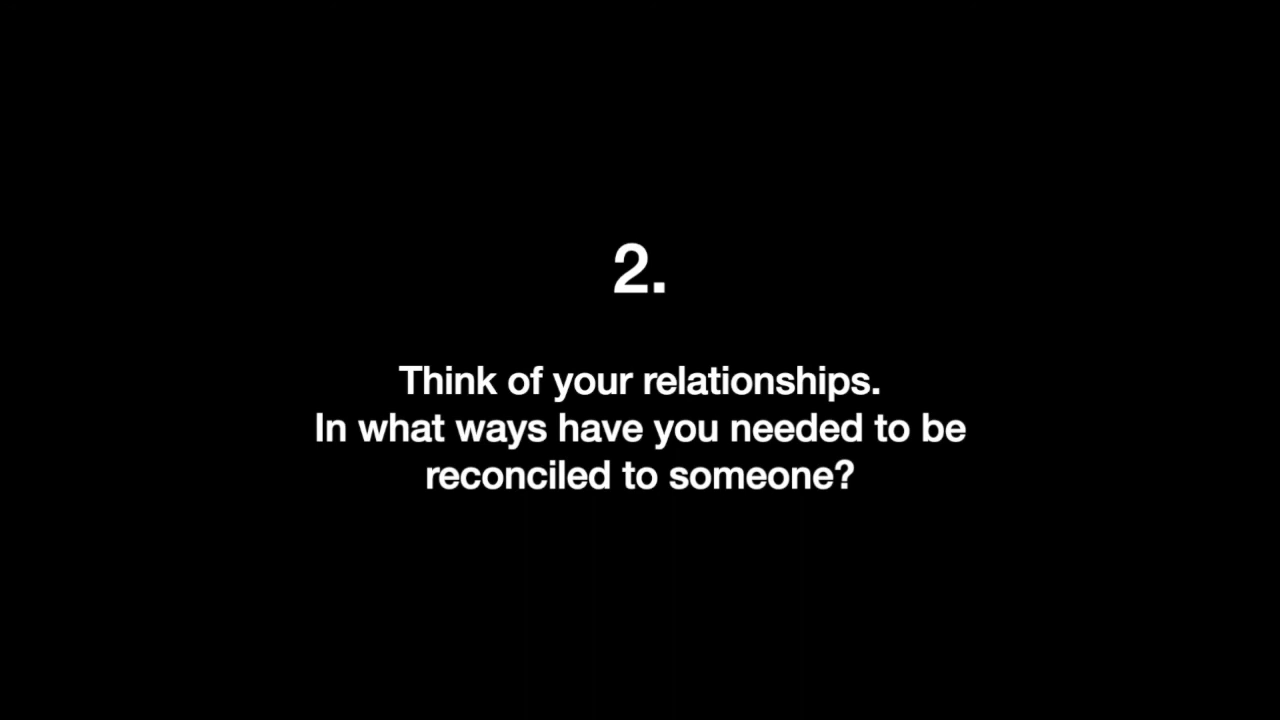 2.
Think of your relationships.
In what ways have you needed to be
reconciled to someone?